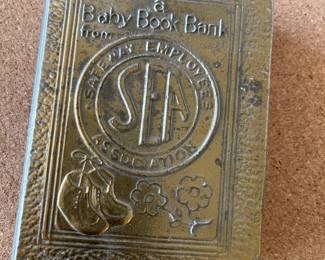 a
Baby Book Bank
from
SAFEWAY EMPLOYEES
SEA
ASSOCIATION